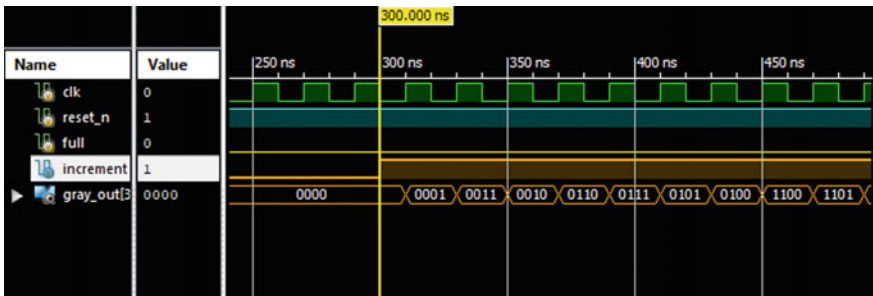 300.000 ns
Name Value 250 ns 300 ns 350 ns 400 ns 450 ns
clk 0
reset_n 1
full 0
increment 1
gray_out[3 0000 0000 0001 0011 0010 0110 0111 0101 0100 1100 1101